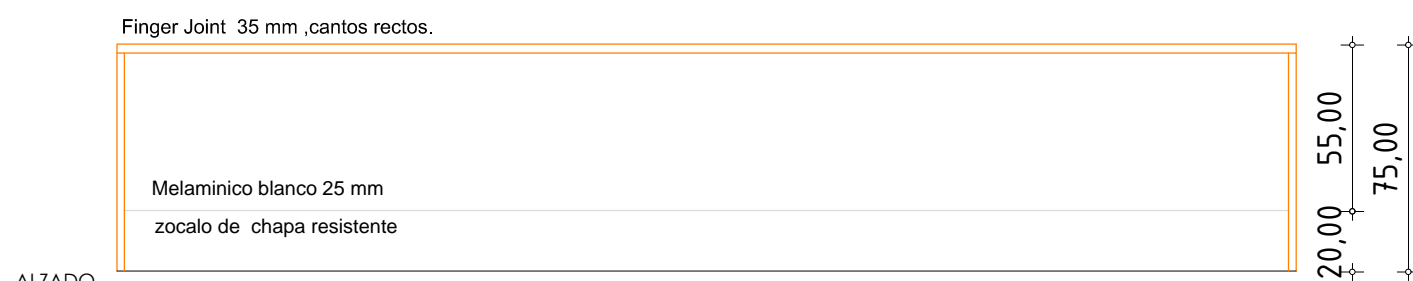 Finger Joint 35 mm ,cantos rectos.
Melaminico blanco 25 mm
zocalo de chapa resistente
55,00
75,00
20,00
ALZADO